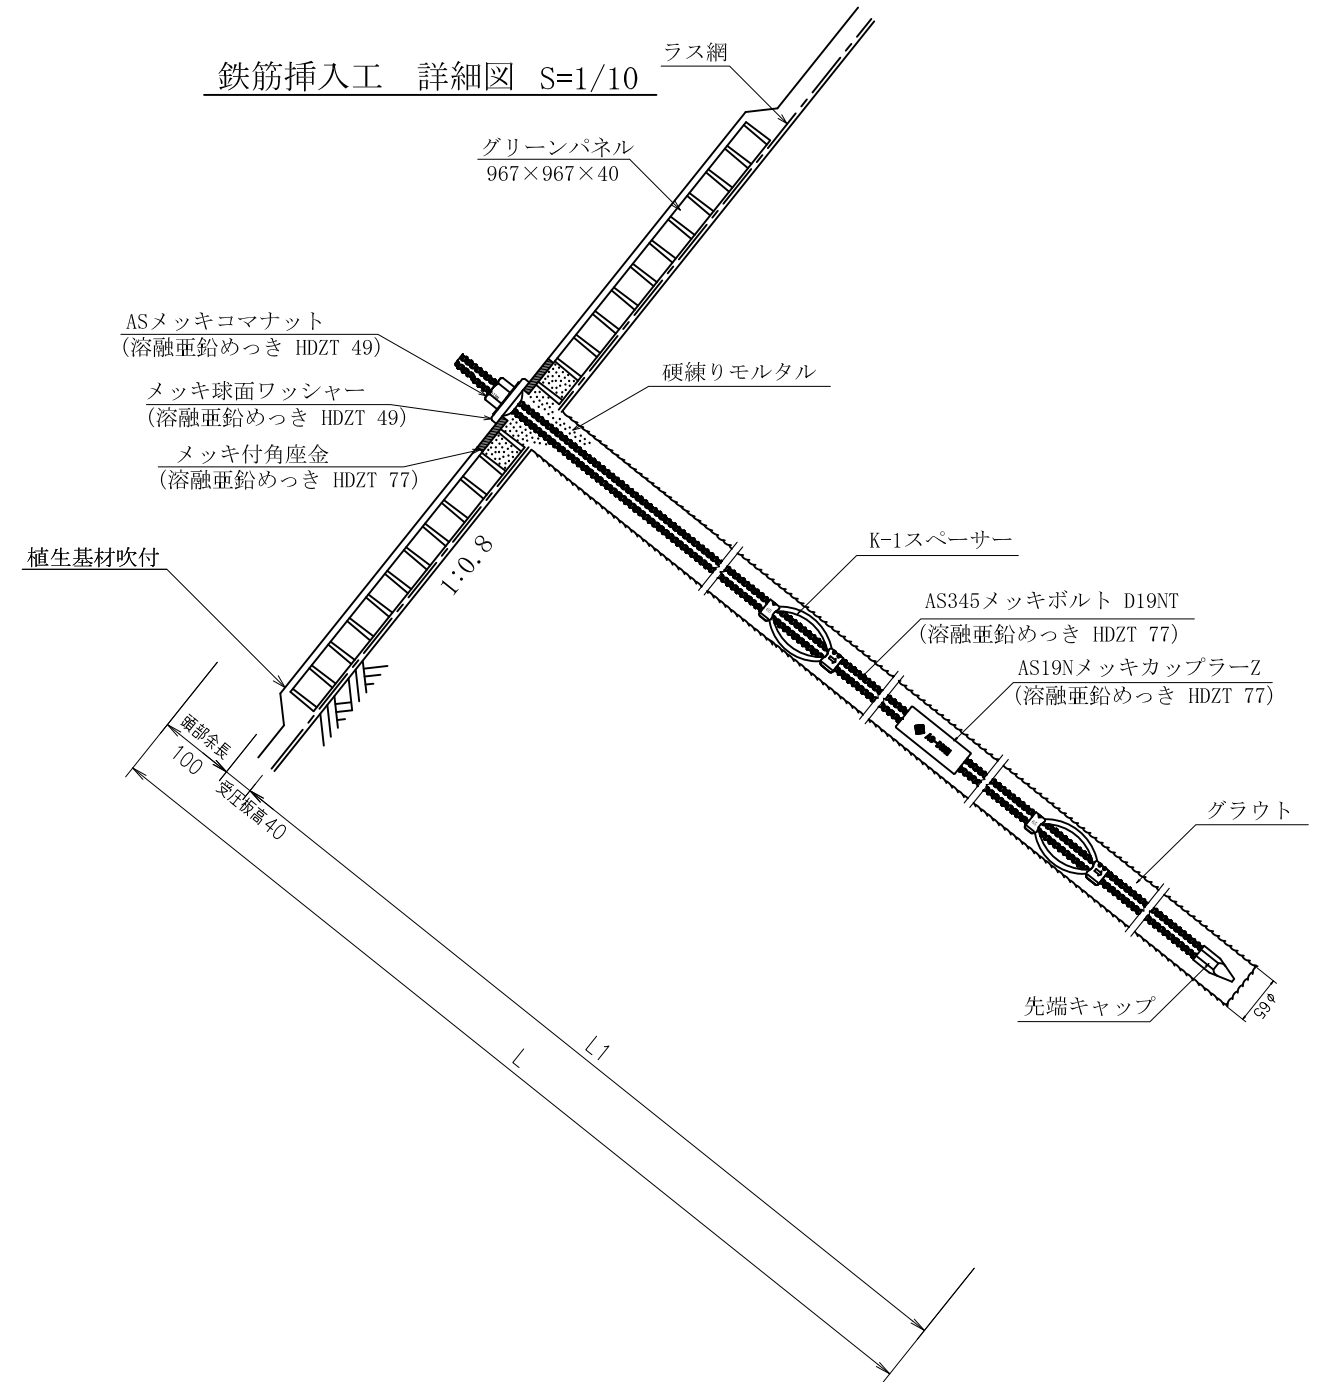 鉄筋挿入工　詳細図　S=1/10
ラス網
グリーンパネル
967×967×40
ASメッキコマナット
(溶融亜鉛めっき HDZT 49)
メッキ球面ワッシャー
(溶融亜鉛めっき HDZT 49)
メッキ付角座金
(溶融亜鉛めっき HDZT 77)
硬練りモルタル
植生基材吹付
1:0.8
K-1スペーサー
AS345メッキボルト D19NT
(溶融亜鉛めっき HDZT 77)
AS19NメッキカップラーZ
(溶融亜鉛めっき HDZT 77)
グラウト
先端キャップ
φ65
頭部余長
100
受圧板高40
L1
L